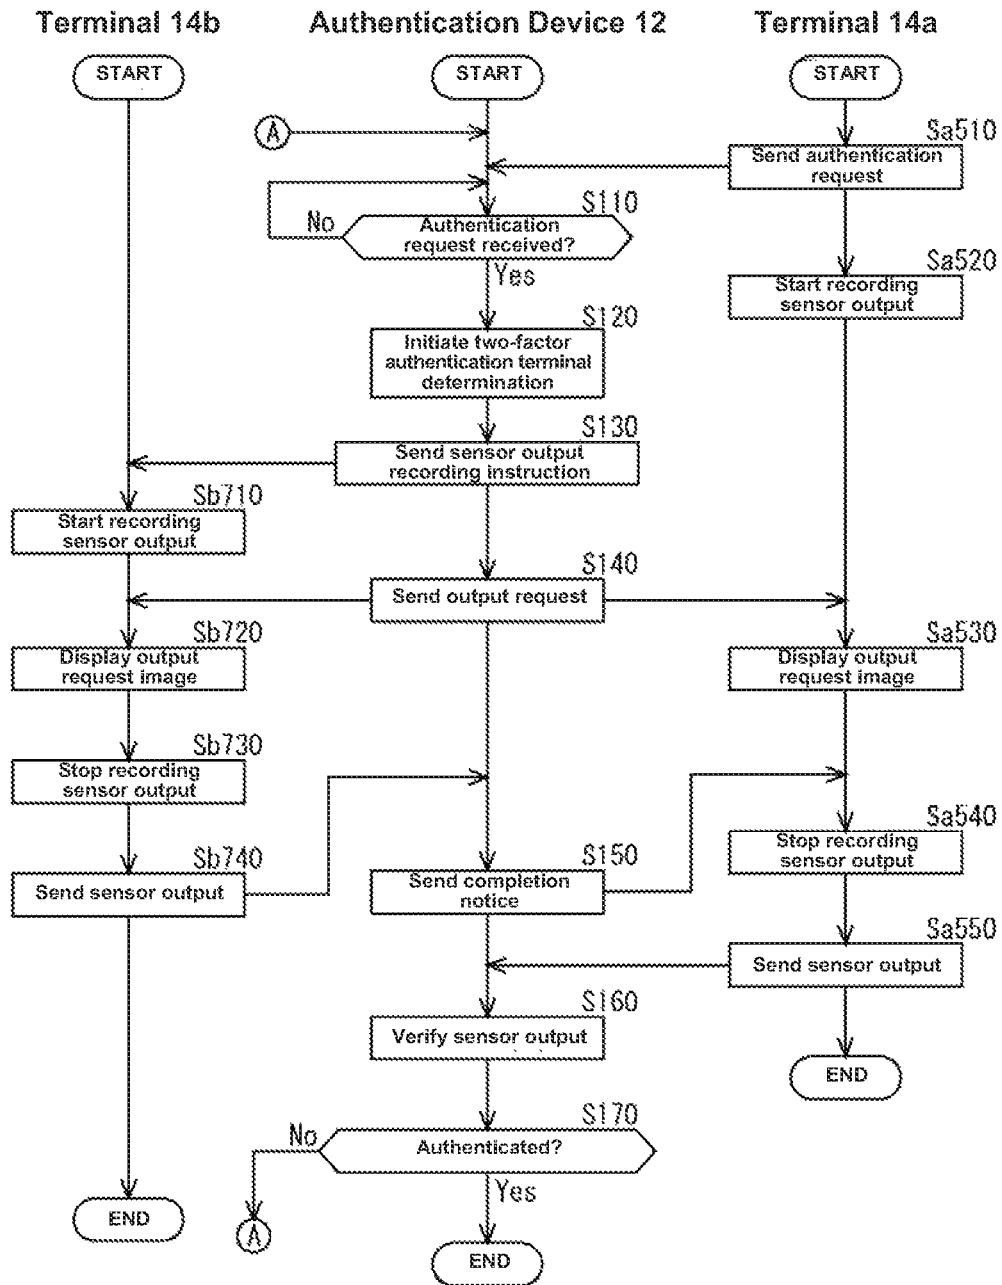 Terminal 14b
Authentication Device 12
Terminal 14a
START
START
START
A
Sa510
Send authentication
request
S110
No
Authentication
request received?
Yes
Sa520
Start recording
sensor output
S120
Initiate two-factor
authentication terminal
determination
S130
Send sensor output
recording instruction
Sb710
Start recording
sensor output
S140
Send output request
Sb720
Display output
request image
Sa530
Display output
request image
Sb730
Stop recording
sensor output
Sa540
Stop recording
sensor output
Sb740
Send sensor output
S150
Send completion
notice
Sa550
Send sensor output
S160
Verify sensor output
END
S170
No
Authenticated?
Yes
END
A
END